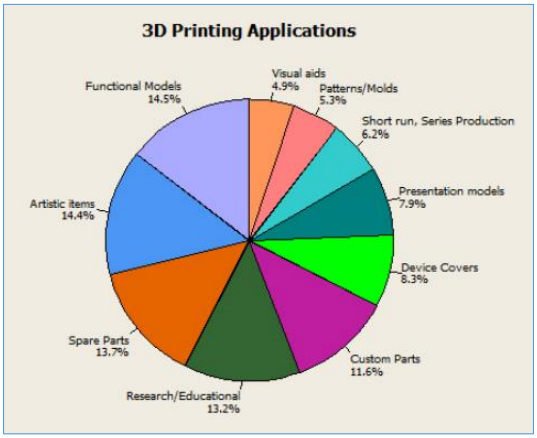 3D Printing Applications
Visual aids
4.9%
Patterns/Molds
5.3%
Short run, Series Production
6.2%
Presentation models
7.9%
Device Covers
8.3%
Custom Parts
11.6%
Research/Educational
13.2%
Spare Parts
13.7%
Artistic items
14.4%
Functional Models
14.5%